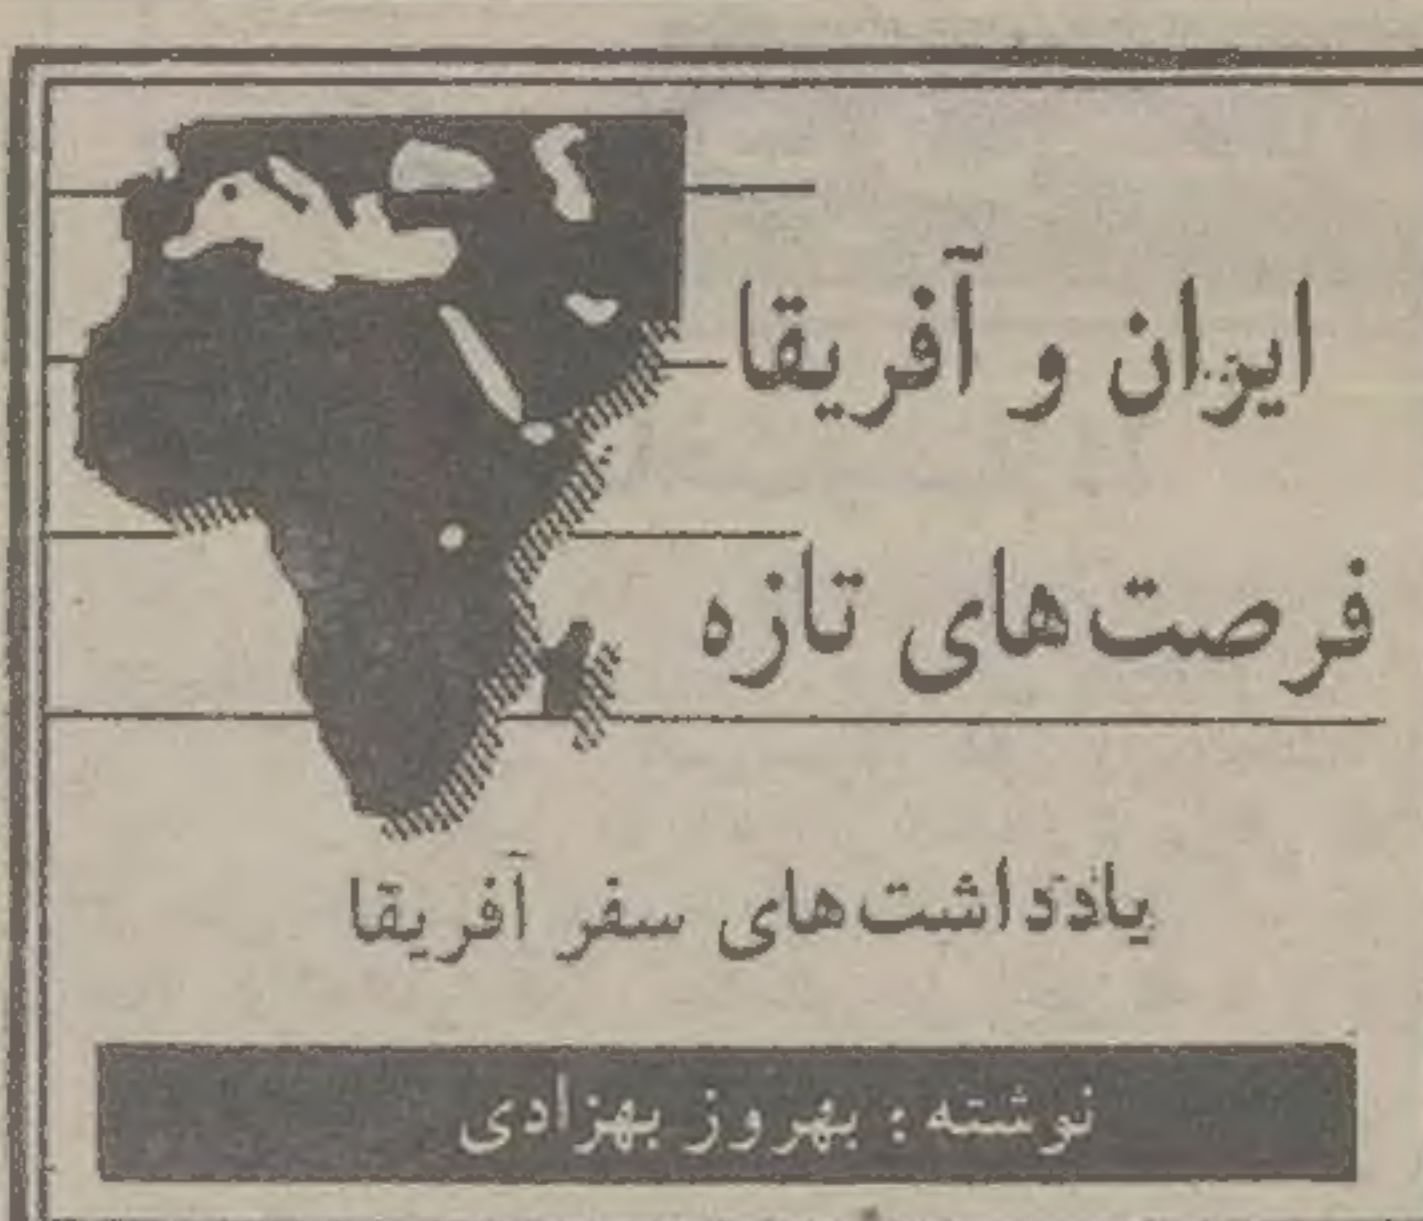 ایران و آفریقا
فرصت‌های تازه
یادداشت‌های سفر آفریقا
نوشته: بهروز بهزادی